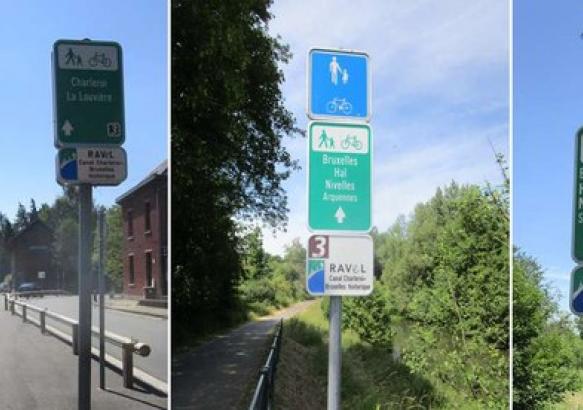 Charleroi
La Louvière
3
RAVeL
Canal Charleroi-
Bruxelles
historique
Bruxelles
Hal
Nivelles
Arquennes
3
RAVeL
Canal Charleroi-
Bruxelles historique